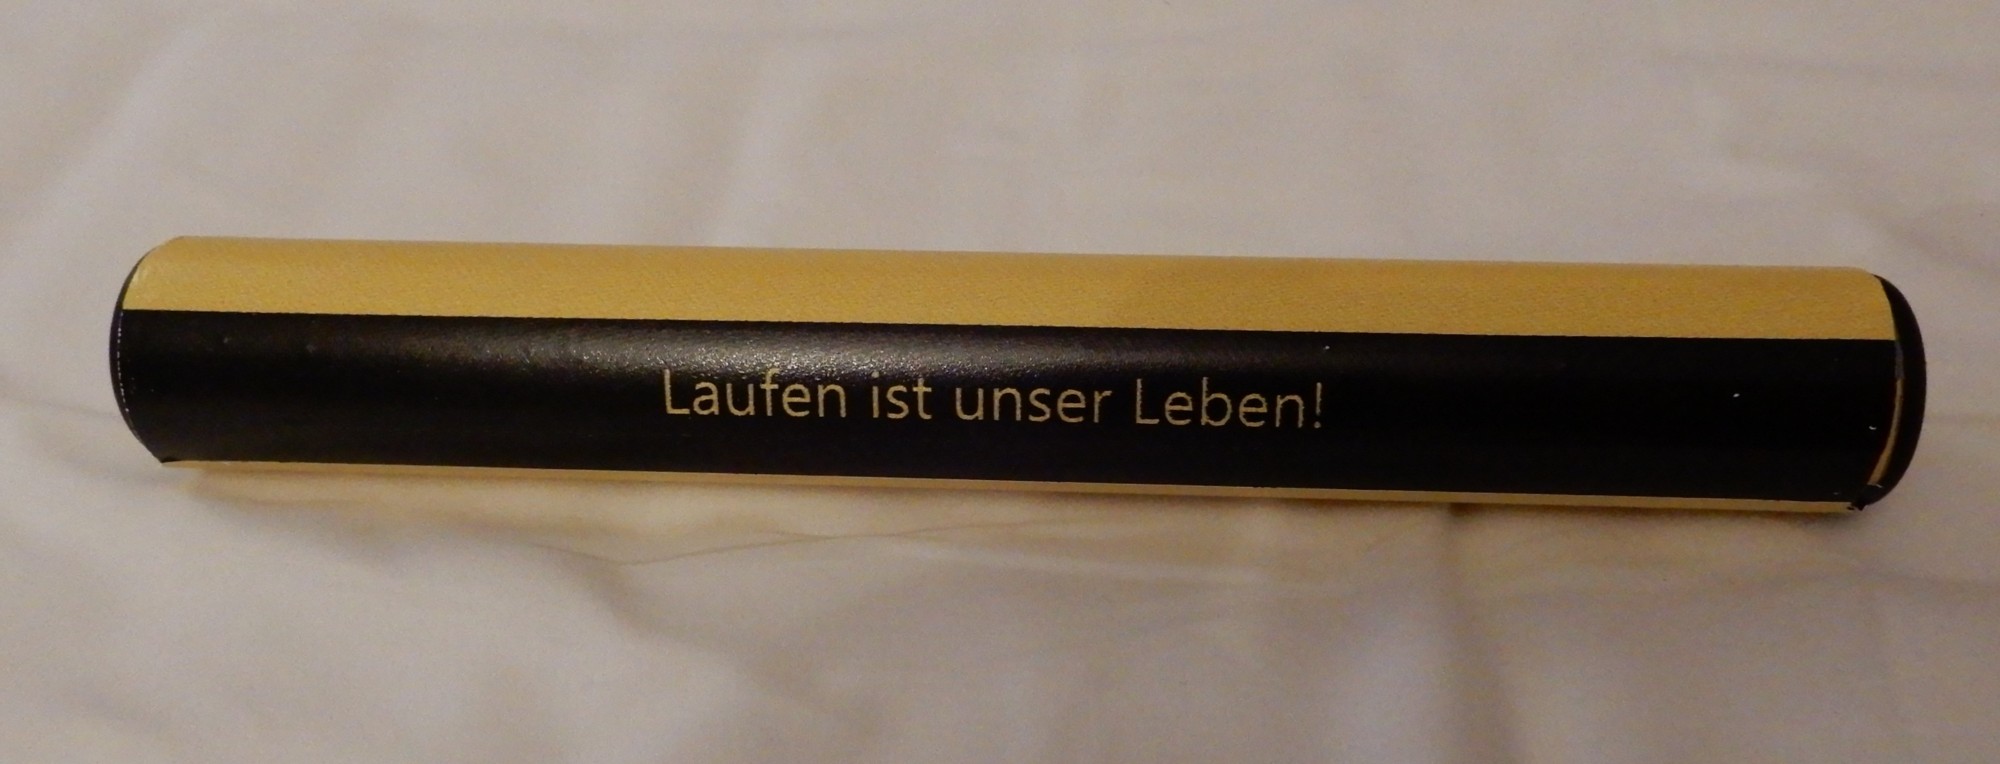 Laufen ist unser Leben!